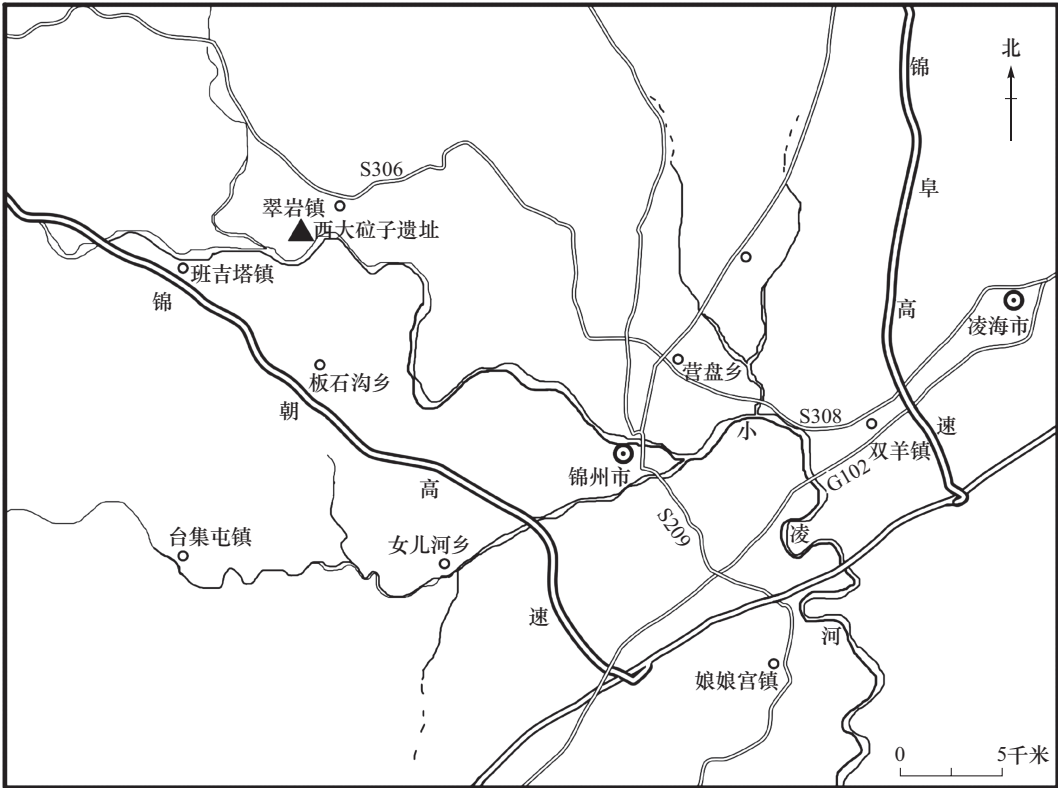 北
锦
阜
高
速
S306
翠岩镇
西大砬子遗址
班吉塔镇
锦
朝
高
速
板石沟乡
凌海市
营盘乡
S308
双羊镇
小
凌
河
锦州市
G102
S209
台集屯镇
女儿河乡
娘娘宫镇
0 5千米